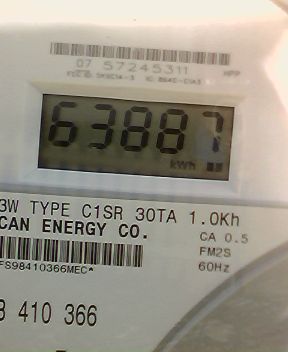 07 57245311
HPP
63887
kWh
3W TYPE C1SR 30TA 1.0Kh
CAN ENERGY CO.
CA 0.5
FM2S
60Hz
FS98410366MEC*
410 366